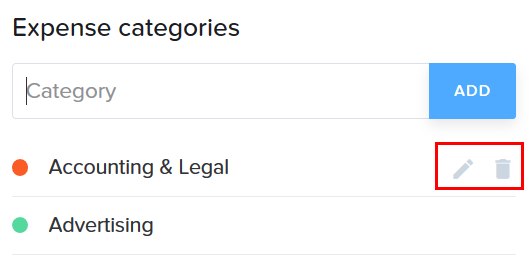 Expense categories
Category
ADD
Accounting & Legal
Advertising